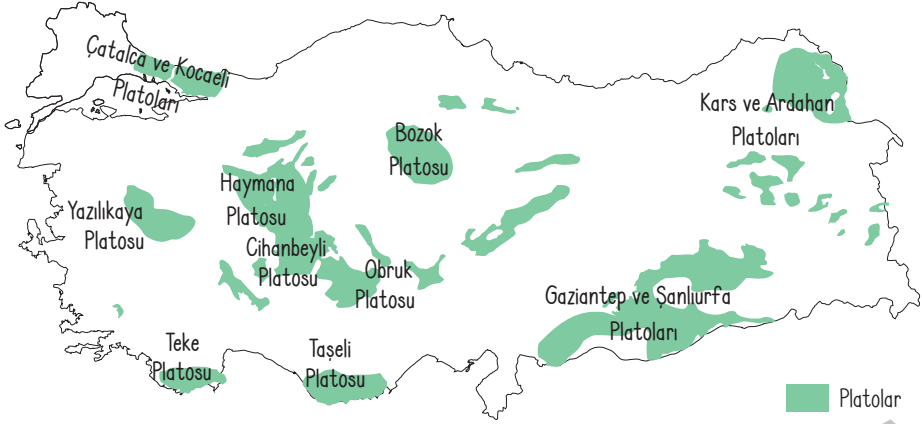 Çatalca ve Kocaeli
Platoları
Kars ve Ardahan
Platoları
Bozok
Platosu
Haymana
Platosu
Yazılıkaya
Platosu
Cihanbeyli
Platosu
Obruk
Platosu
Gaziantep ve Şanlıurfa
Platoları
Teke
Platosu
Taşeli
Platosu
Platolar